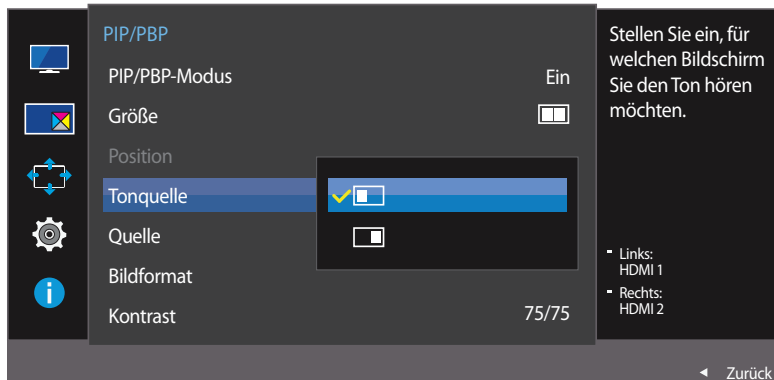 PIP/PBP
PIP/PBP-Modus Ein
Größe
Position
Tonquelle
Quelle
Bildformat
Kontrast 75/75
Stellen Sie ein, für
welchen Bildschirm
Sie den Ton hören
möchten.
- Links:
HDMI 1
- Rechts:
HDMI 2
Zurück